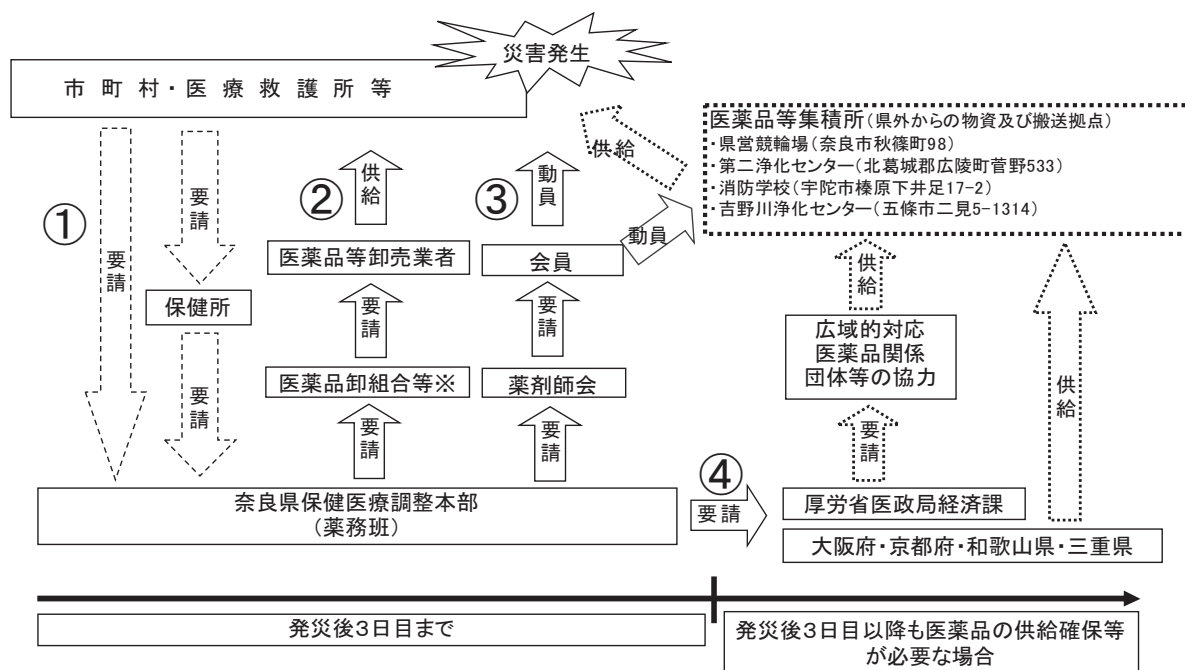 災害発生
市町村・医療救護所等
医薬品等集積所(県外からの物資及び搬送拠点)
・県営競輪場(奈良市秋篠町98)
・第二浄化センター(北葛城郡広陵町菅野533)
・消防学校(宇陀市榛原下井足17-2)
・吉野川浄化センター(五條市二見5-1314)
①
要請
要請
②
供給
③
動員
供給
動員
保健所
医薬品等卸売業者
会員
要請
要請
要請
供給
供給
医薬品卸組合等※
薬剤師会
広域的対応
医薬品関係
団体等の協力
要請
要請
要請
奈良県保健医療調整本部
(薬務班)
④
要請
厚労省医政局経済課
大阪府・京都府・和歌山県・三重県
発災後3日目まで
発災後3日目以降も医薬品の供給確保等
が必要な場合